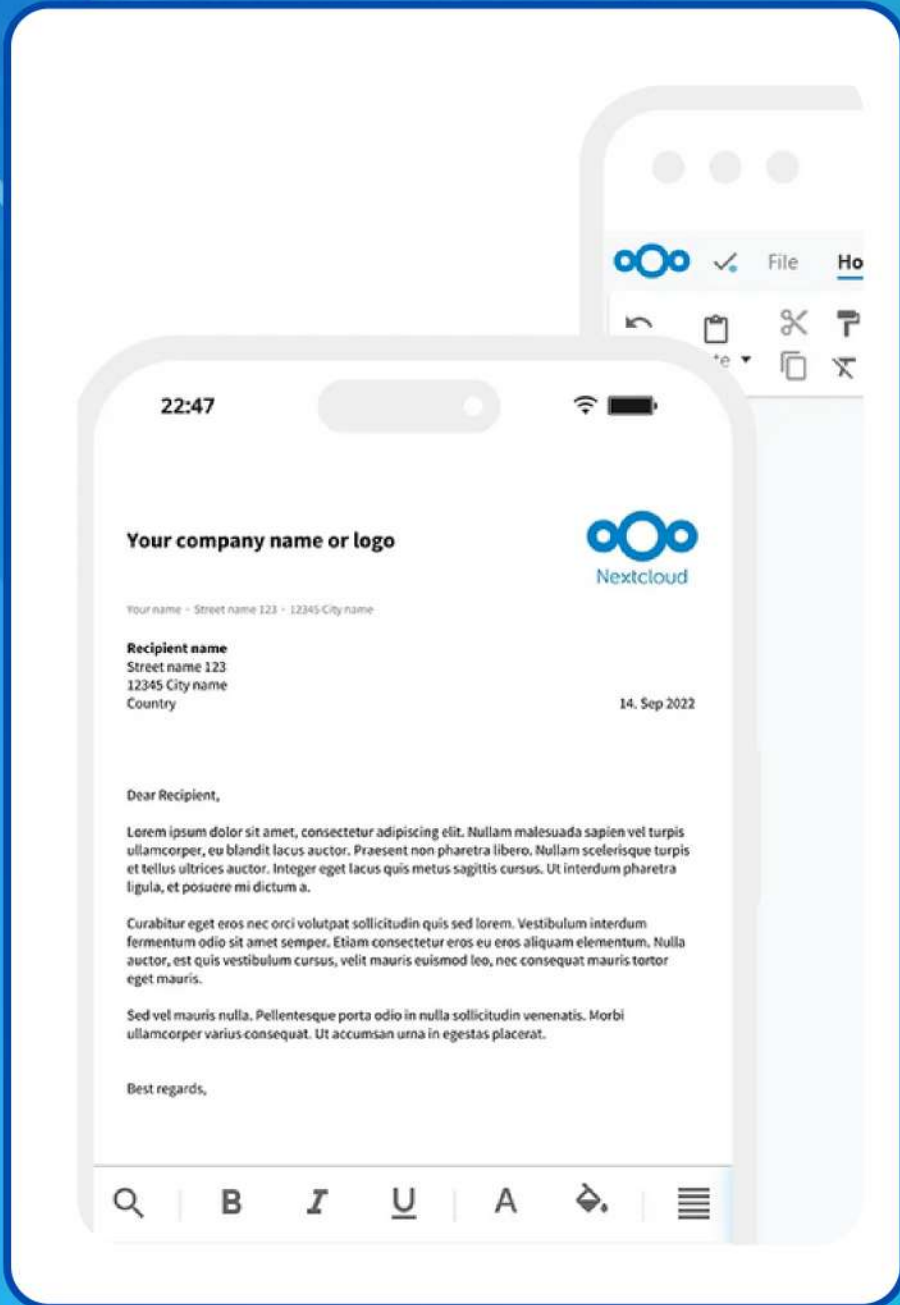 File Ho
22:47
Your company name or logo
Nextcloud
Your name - Street name 123 - 12345 City name
Recipient name
Street name 123
12345 City name
Country
14. Sep 2022
Dear Recipient,
Lorem ipsum dolor sit amet, consectetur adipiscing elit. Nullam malesuada sapien vel turpis
ullamcorper, eu blandit lacus auctor. Praesent non pharetra libero. Nullam scelerisque turpis
et tellus ultrices auctor. Integer eget lacus quis metus sagittis cursus. Ut interdum pharetra
ligula, et posuere mi dictum a.
Curabitur eget eros nec orci volutpat sollicitudin quis sed lorem. Vestibulum interdum
fermentum odio sit amet semper. Etiam consectetur eros eu eros aliquam elementum. Nulla
auctor, est quis vestibulum cursus, velit mauris euismod leo, nec consequat mauris tortor
eget mauris.
Sed vel mauris nulla. Pellentesque porta odio in nulla sollicitudin venenatis. Morbi
ullamcorper varius consequat. Ut accumsan urna in egestas placerat.
Best regards,
B I U A